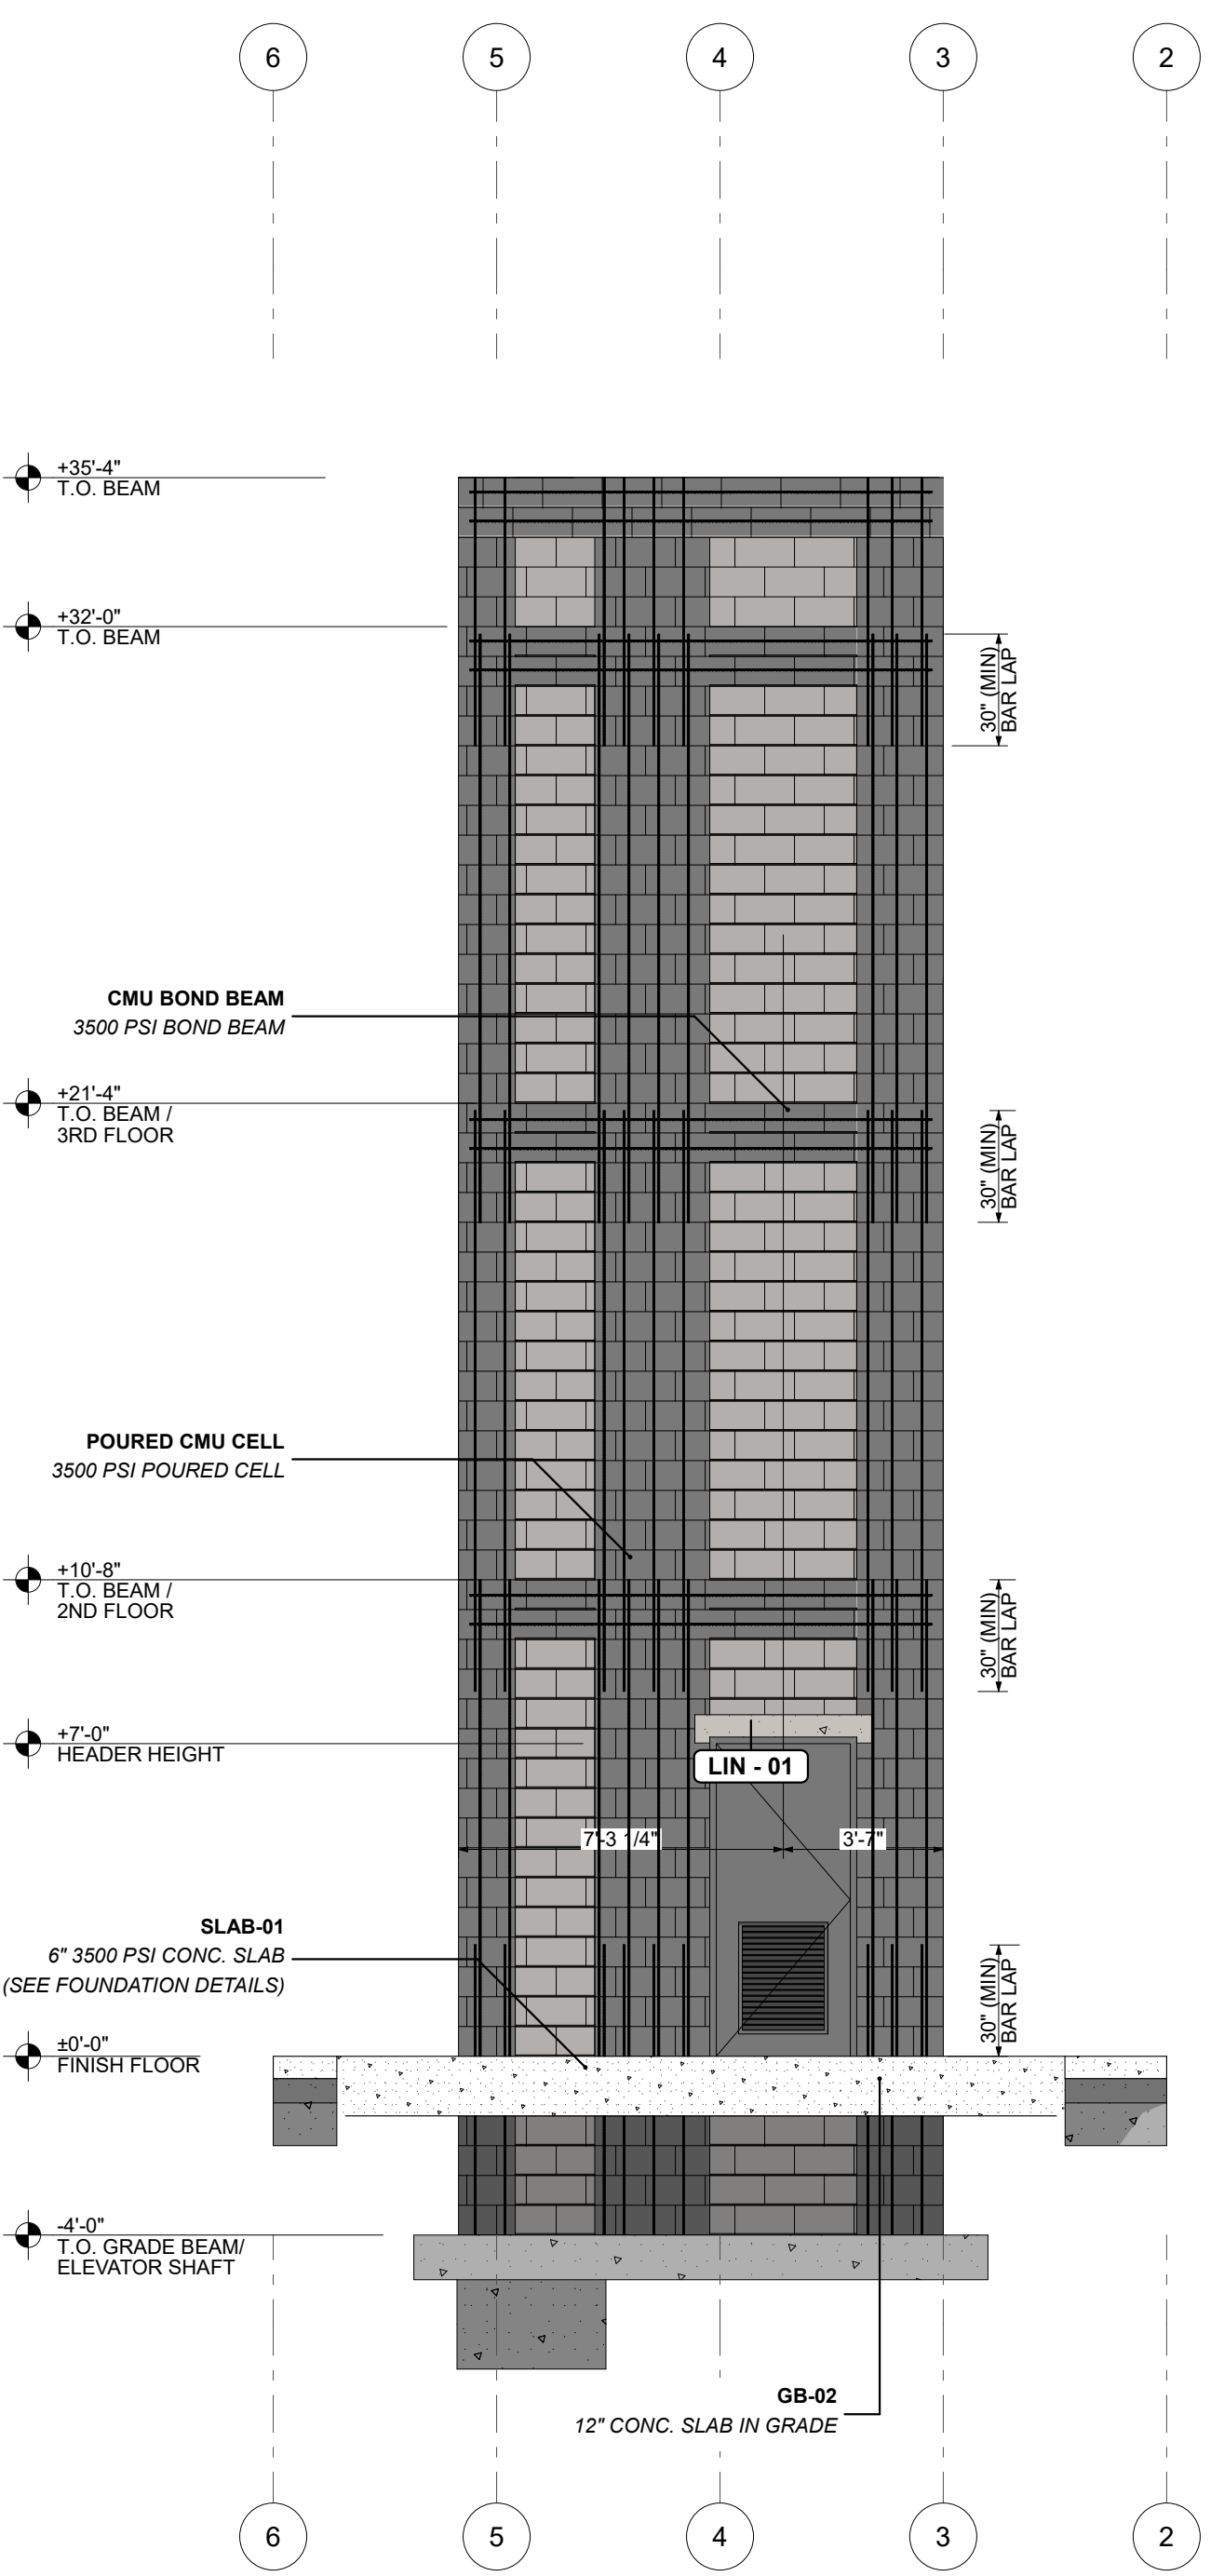 6
5
4
3
2
+35'-4"
T.O. BEAM
+32'-0"
T.O. BEAM
30" (MIN)
BAR LAP
CMU BOND BEAM
3500 PSI BOND BEAM
+21'-4"
T.O. BEAM /
3RD FLOOR
30" (MIN)
BAR LAP
POURED CMU CELL
3500 PSI POURED CELL
+10'-8"
T.O. BEAM /
2ND FLOOR
30" (MIN)
BAR LAP
+7'-0"
HEADER HEIGHT
LIN - 01
7'-3 1/4"
3'-7"
SLAB-01
6" 3500 PSI CONC. SLAB
(SEE FOUNDATION DETAILS)
30" (MIN)
BAR LAP
±0'-0"
FINISH FLOOR
-4'-0"
T.O. GRADE BEAM/
ELEVATOR SHAFT
GB-02
12" CONC. SLAB IN GRADE
6
5
4
3
2